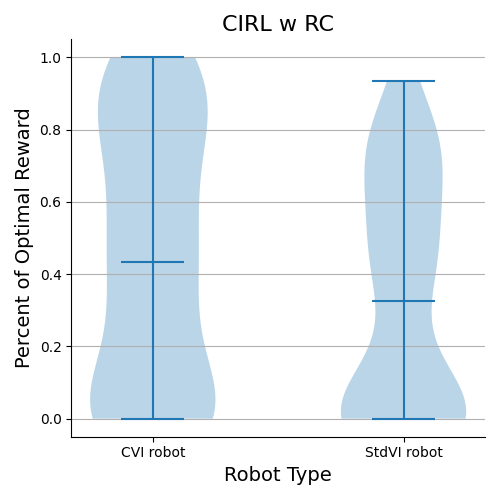 CIRL w RC
Percent of Optimal Reward
1.0
0.8
0.6
0.4
0.2
0.0
CVI robot
StdVI robot
Robot Type